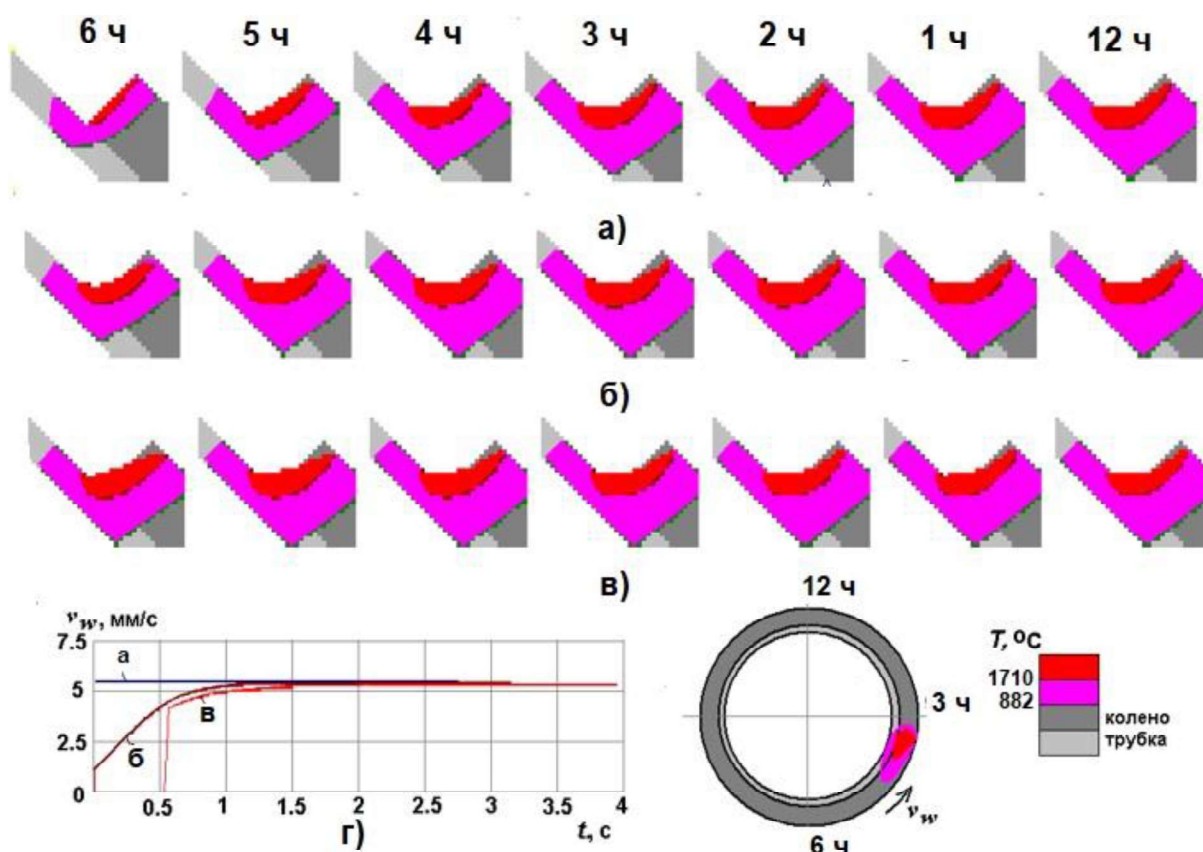 6 ч 5 ч 4 ч 3 ч 2 ч 1 ч 12 ч
а)
б)
в)
v_w, мм/с
7.5
5
2.5
0
а
б
в
0.5 1 1.5 2 2.5 3 3.5 4
t, с
г)
12 ч
3 ч
6 ч
v_w
T, ºC
1710
882
колено
трубка